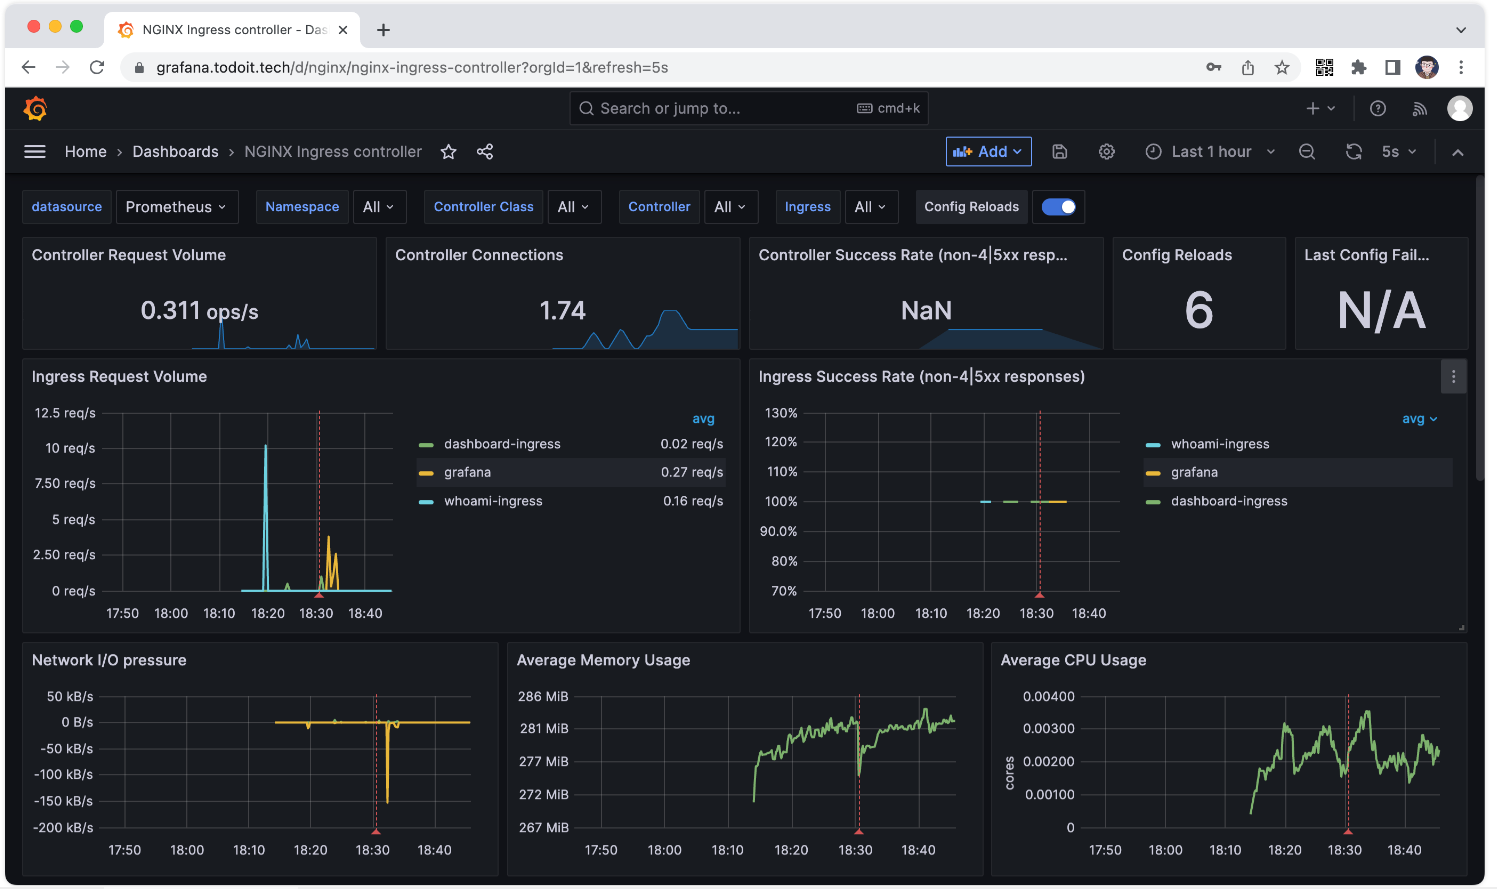 NGINX Ingress controller - Das
grafana.todoit.tech/d/nginx/nginx-ingress-controller?orgId=1&refresh=5s
Search or jump to... cmd+k
Home › Dashboards › NGINX Ingress controller Add Last 1 hour 5s
datasource Prometheus Namespace All Controller Class All Controller All Ingress All Config Reloads
Controller Request Volume
0.311 ops/s
Controller Connections
1.74
Controller Success Rate (non-4|5xx resp...
NaN
Config Reloads
6
Last Config Fail...
N/A
Ingress Request Volume
12.5 req/s
10 req/s
7.50 req/s
5 req/s
2.50 req/s
0 req/s
17:50 18:00 18:10 18:20 18:30 18:40
avg
dashboard-ingress 0.02 req/s
grafana 0.27 req/s
whoami-ingress 0.16 req/s
Ingress Success Rate (non-4|5xx responses)
130%
120%
110%
100%
90.0%
80%
70%
17:50 18:00 18:10 18:20 18:30 18:40
avg
whoami-ingress
grafana
dashboard-ingress
Network I/O pressure
50 kB/s
0 B/s
-50 kB/s
-100 kB/s
-150 kB/s
-200 kB/s
17:50 18:00 18:10 18:20 18:30 18:40
Average Memory Usage
286 MiB
281 MiB
277 MiB
272 MiB
267 MiB
17:50 18:00 18:10 18:20 18:30 18:40
Average CPU Usage
cores
0.00400
0.00300
0.00200
0.00100
0
17:50 18:00 18:10 18:20 18:30 18:40